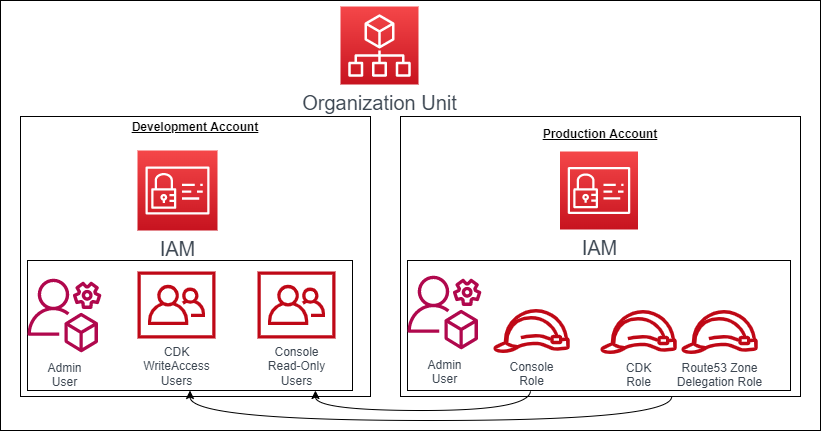 Organization Unit
Development Account
Production Account
IAM
IAM
Admin
User
CDK
WriteAccess
Users
Console
Read-Only
Users
Admin
User
Console
Role
CDK
Role
Route53 Zone
Delegation Role